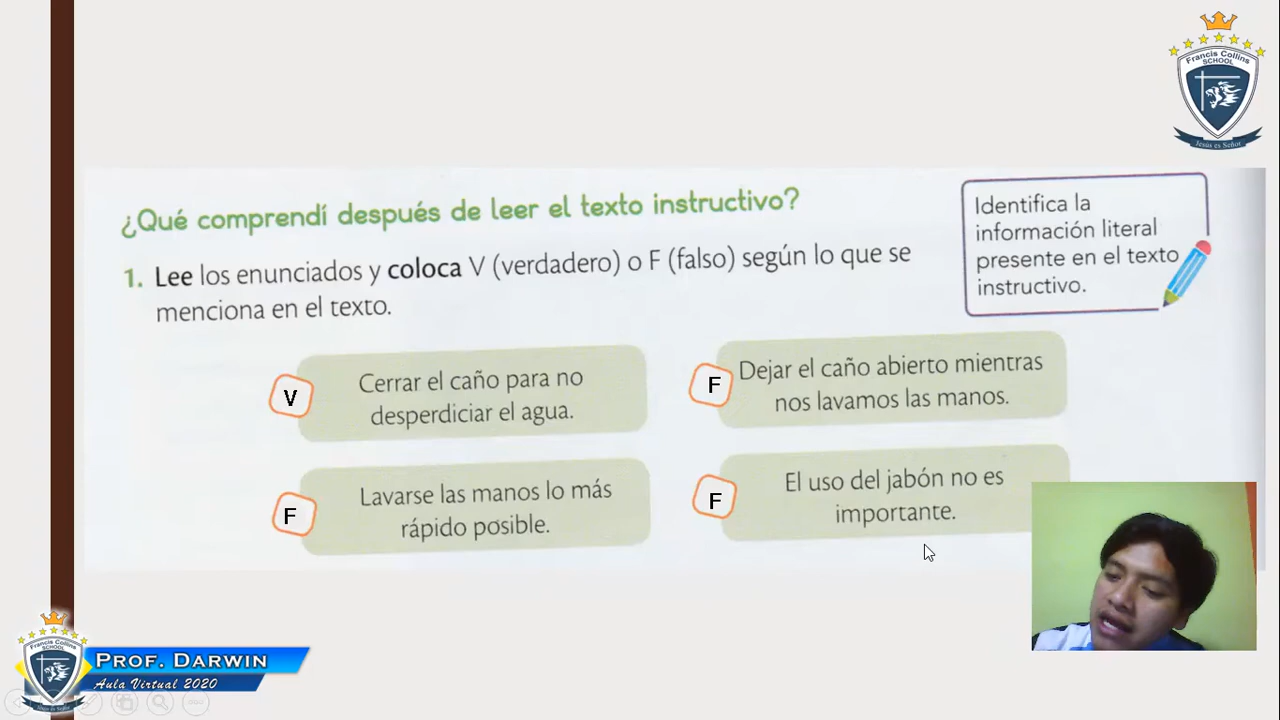 Francis Collins
SCHOOL
Jesús es Señor
¿Qué comprendí después de leer el texto instructivo?
1. Lee los enunciados y coloca V (verdadero) o F (falso) según lo que se
menciona en el texto.
Identifica la
información literal
presente en el texto
instructivo.
V
Cerrar el caño para no
desperdiciar el agua.
F
Dejar el caño abierto mientras
nos lavamos las manos.
F
Lavarse las manos lo más
rápido posible.
F
El uso del jabón no es
importante.
Francis Collins
SCHOOL
Jesús es Señor
PROF. DARWIN
Aula Virtual 2020